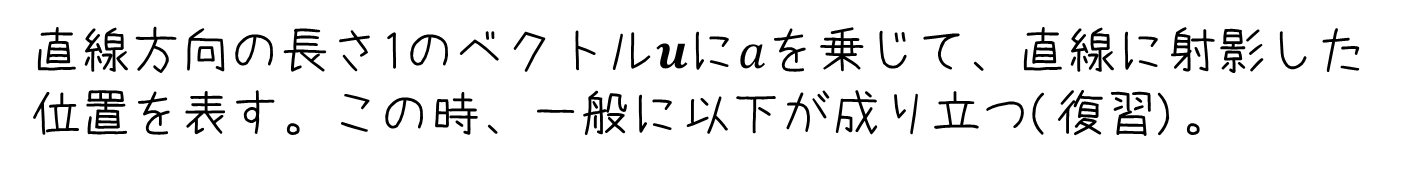 直線方向の長さ1のベクトルuにaを乗じて、直線に射影した
位置を表す。この時、一般に以下が成り立つ(復習)。